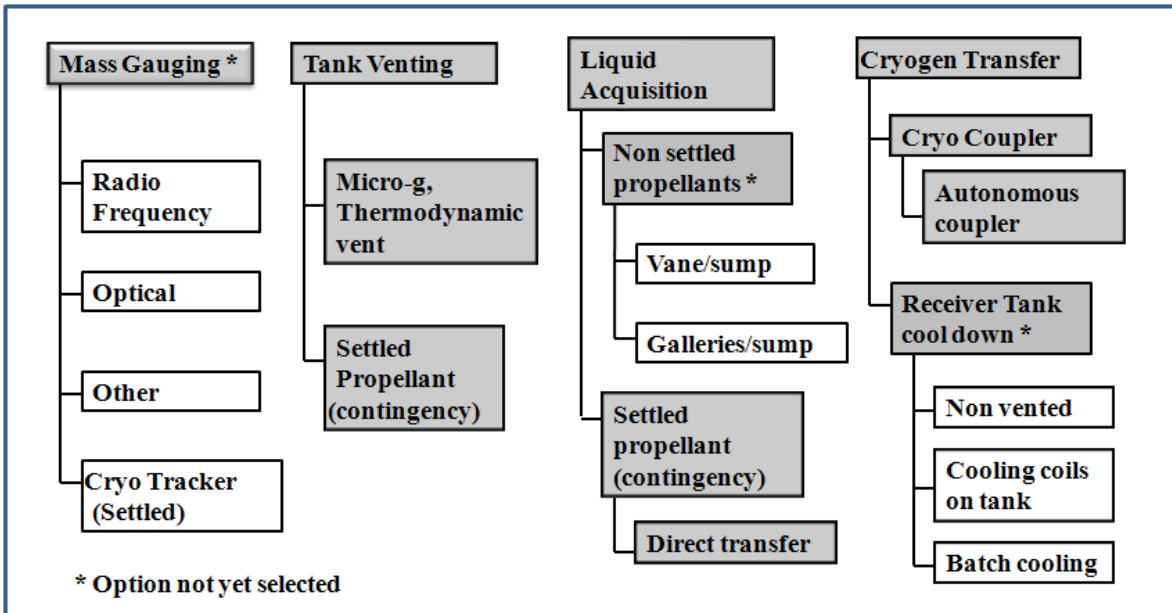 Mass Gauging *
Radio
Frequency
Optical
Other
Cryo Tracker
(Settled)
* Option not yet selected
Tank Venting
Micro-g,
Thermodynamic
vent
Settled
Propellant
(contingency)
Liquid
Acquisition
Non settled
propellants *
Vane/sump
Galleries/sump
Settled
propellant
(contingency)
Direct transfer
Cryogen Transfer
Cryo Coupler
Autonomous
coupler
Receiver Tank
cool down *
Non vented
Cooling coils
on tank
Batch cooling